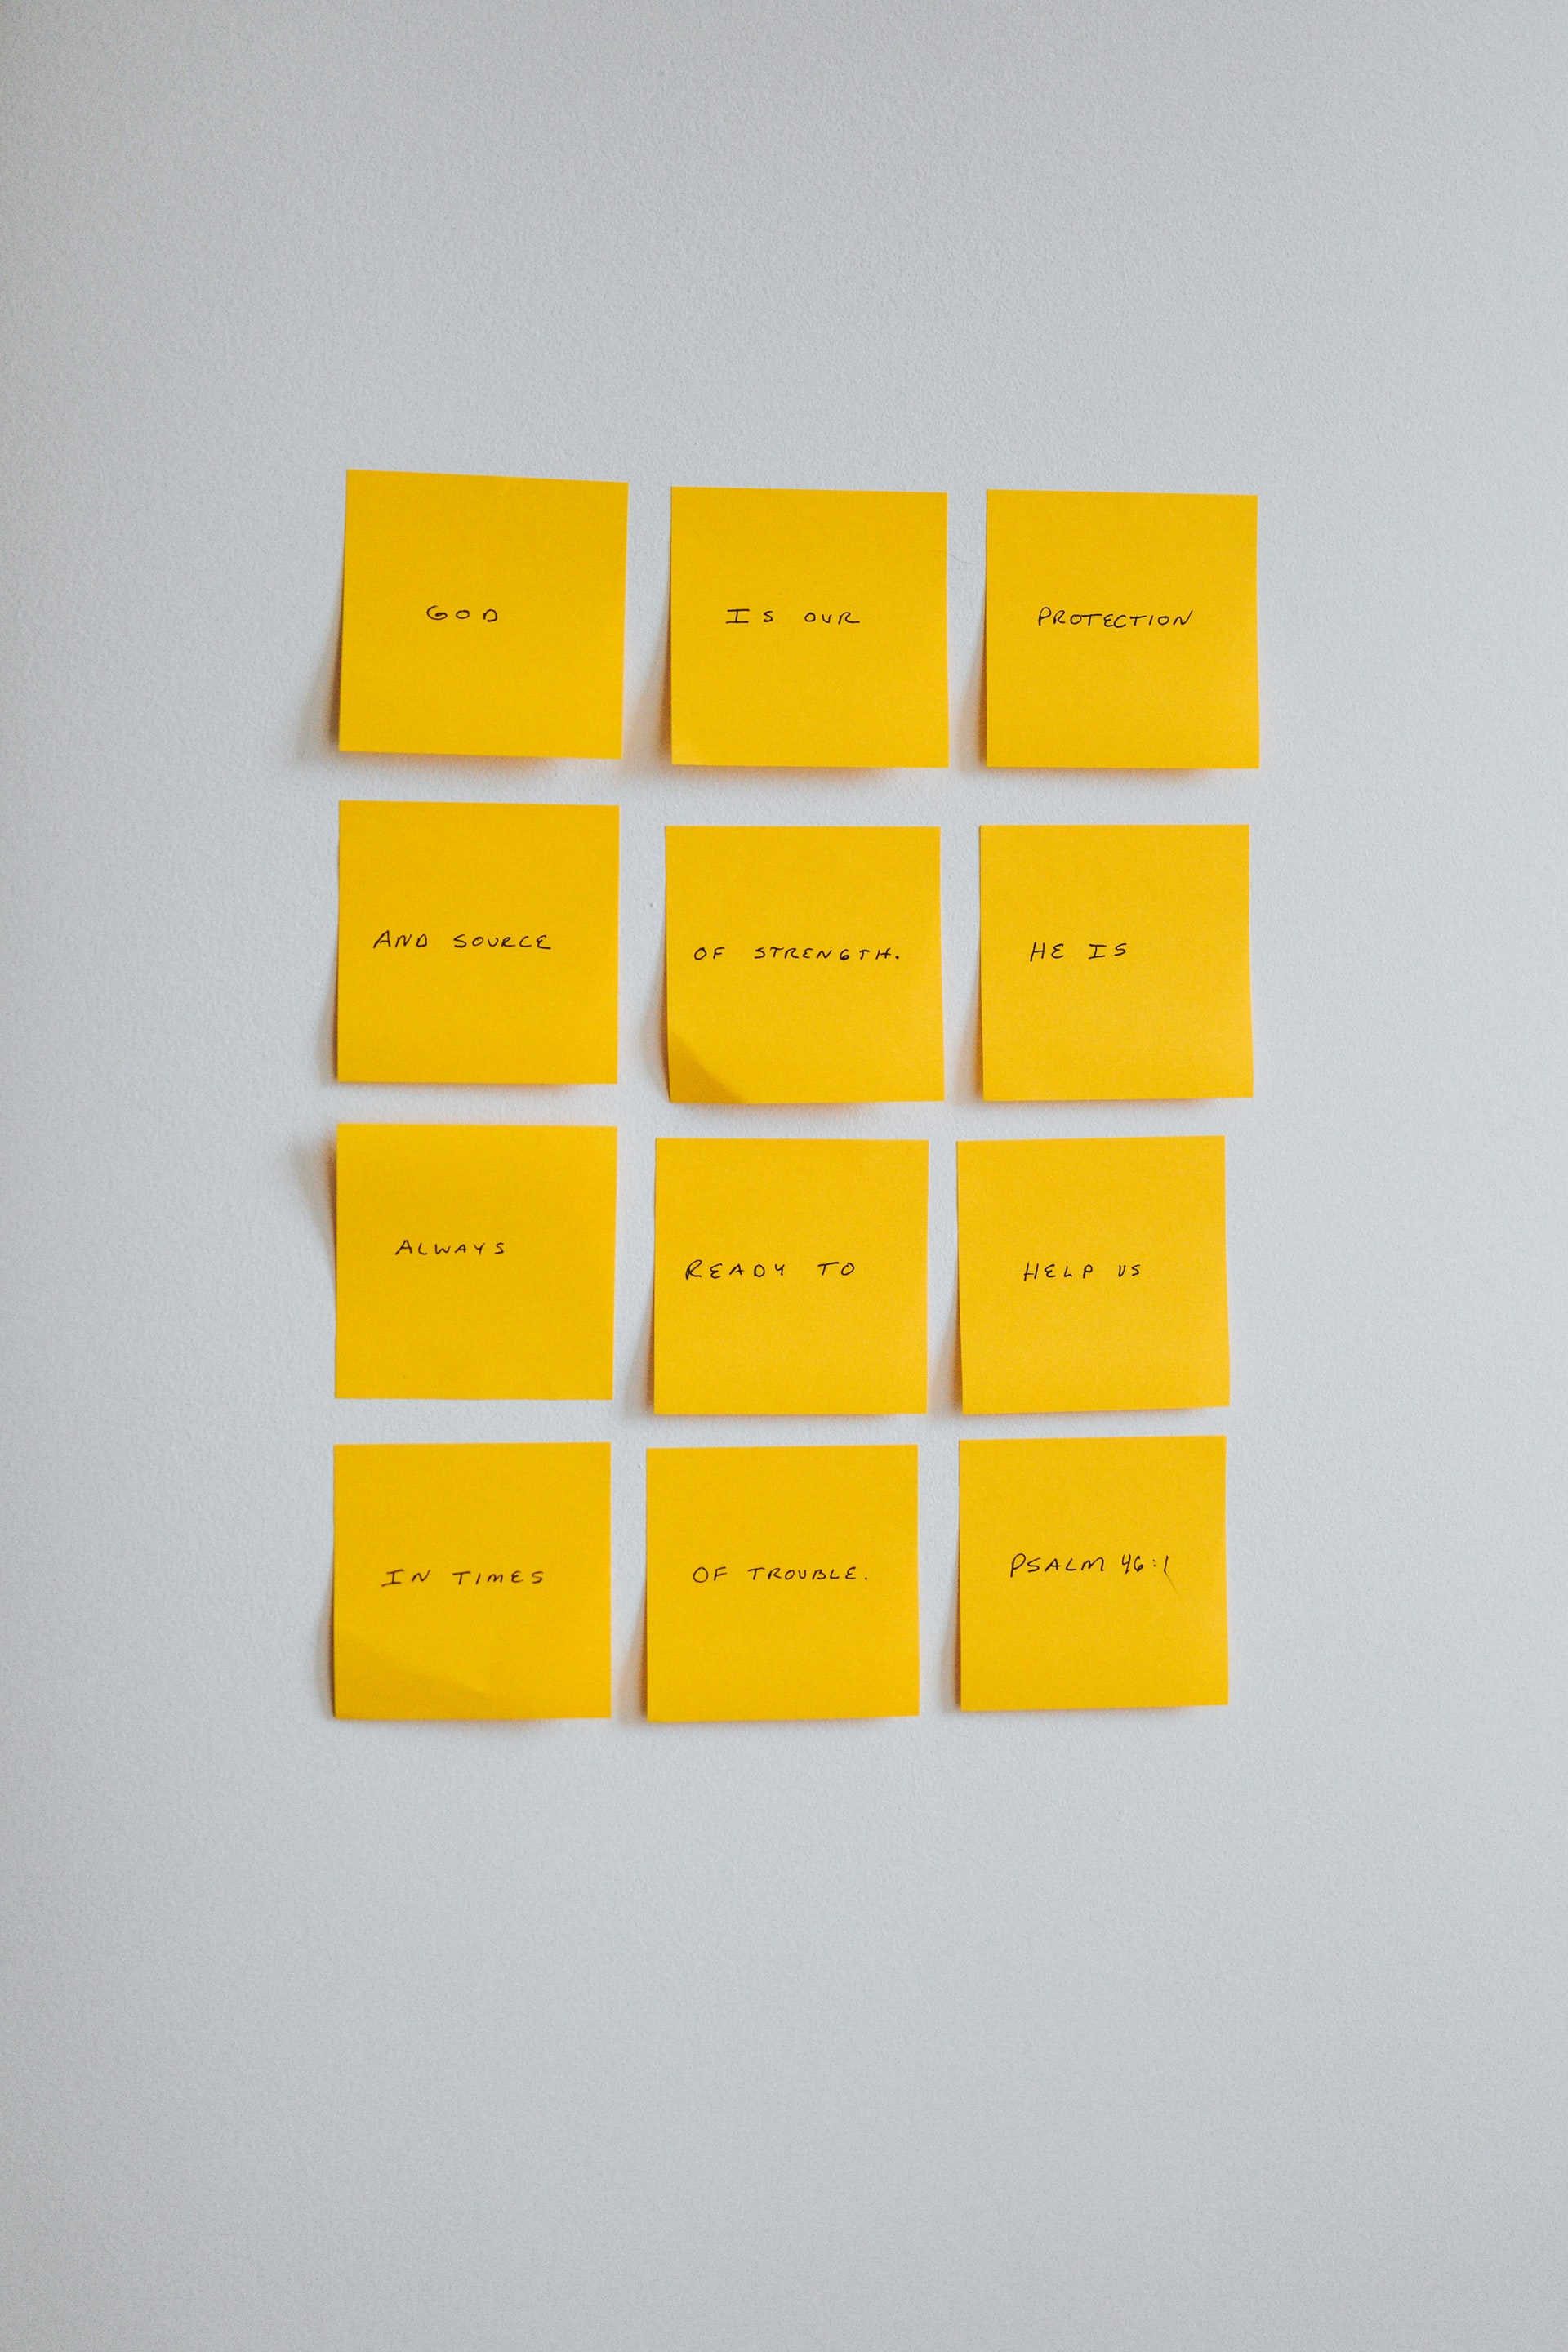 GOD
IS OUR
PROTECTION
AND SOURCE
OF STRENGTH.
HE IS
ALWAYS
READY TO
HELP US
IN TIMES
OF TROUBLE.
PSALM 46:1